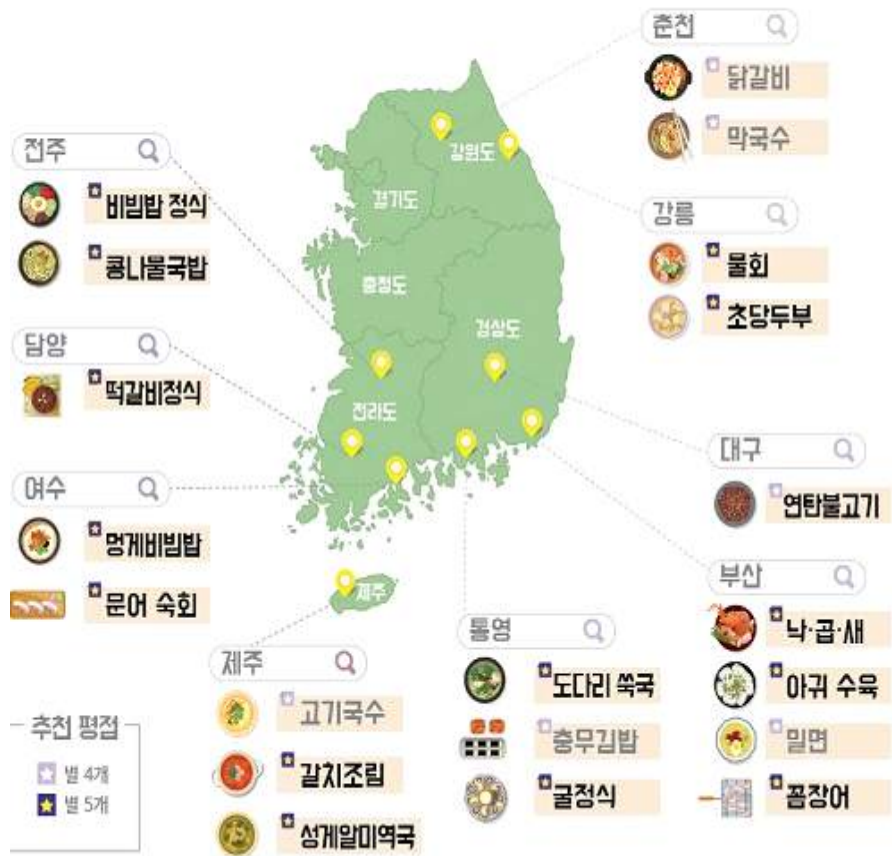 춘천
닭갈비
막국수
강릉
물회
초당두부
전주
비빔밥 정식
콩나물국밥
담양
떡갈비정식
여수
멍게비빔밥
문어 숙회
강원도
경기도
충청도
경상도
전라도
제주
대구
연탄불고기
부산
낙·곱·새
아귀 수육
밀면
꼼장어
통영
도다리 쑥국
충무김밥
굴정식
제주
고기국수
갈치조림
성게알미역국
추천 평점
별 4개
별 5개